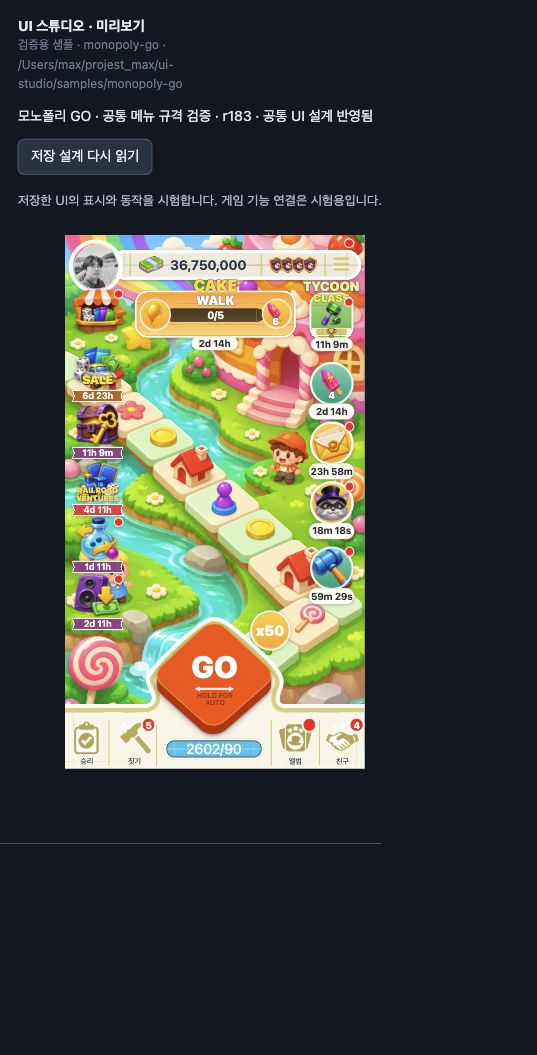 UI 스튜디오 · 미리보기
검증용 샘플 · monopoly-go ·
/Users/max/projest_max/ui-
studio/samples/monopoly-go
모노폴리 GO · 공통 메뉴 규격 검증 · r183 · 공통 UI 설계 반영됨
저장 설계 다시 읽기
저장한 UI의 표시와 동작을 시험합니다. 게임 기능 연결은 시험용입니다.
36,750,000
CAKE
WALK
0/5
6
2d 14h
TYCOON
CLASS
11h 9m
SALE
6d 23h
4
2d 14h
11h 9m
23h 58m
RAILROAD
VENTURES
4d 11h
18m 18s
1d 11h
59m 29s
2d 11h
x50
GO
HOLD FOR
AUTO
5
4
2602/90
승리
짓기
앨범
친구